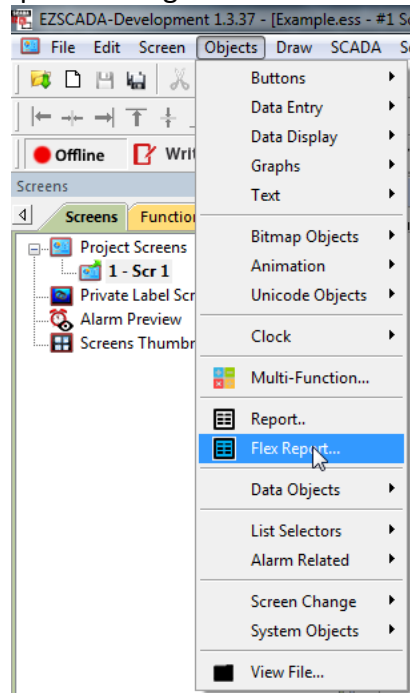 EZSCADA-Development 1.3.37 - [Example.ess - #1 S
File Edit Screen Objects Draw SCADA S
Offline Writ
Screens
Screens Function
Project Screens
1 - Scr 1
Private Label Scr
Alarm Preview
Screens Thumbn
Buttons
Data Entry
Data Display
Graphs
Text
Bitmap Objects
Animation
Unicode Objects
Clock
Multi-Function...
Report..
Flex Report...
Data Objects
List Selectors
Alarm Related
Screen Change
System Objects
View File...